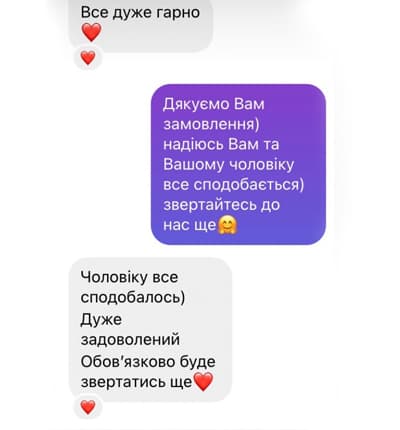 Все дуже гарно
❤️
❤️
Дякуємо Вам
замовлення)
надіюсь Вам та
Вашому чоловіку
все сподобається)
звертайтесь до
нас ще🤗
Чоловіку все
сподобалось)
Дуже
задоволений
Обов’язково буде
звертатись ще❤️
❤️